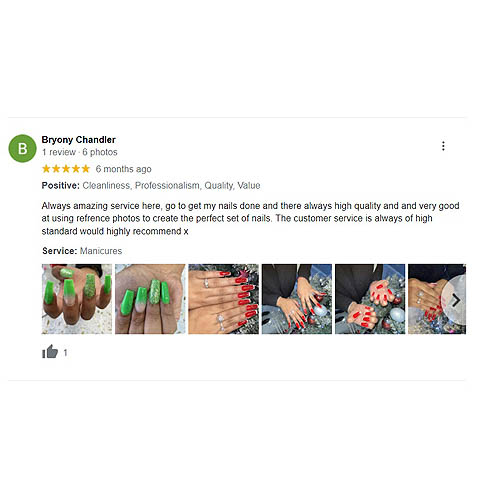 B
Bryony Chandler
1 review · 6 photos
6 months ago
Positive: Cleanliness, Professionalism, Quality, Value
Always amazing service here, go to get my nails done and there always high quality and and very good
at using refrence photos to create the perfect set of nails. The customer service is always of high
standard would highly recommend x
Service: Manicures
1